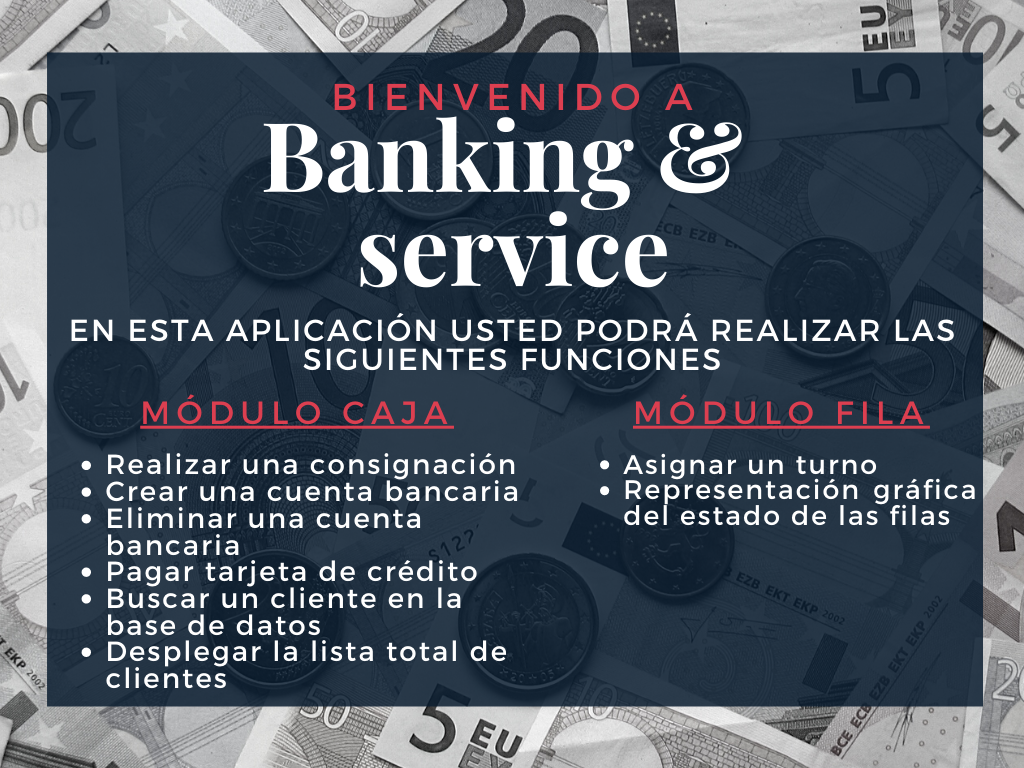 BIENVENIDO A
Banking &
service
EN ESTA APLICACIÓN USTED PODRÁ REALIZAR LAS
SIGUIENTES FUNCIONES
MÓDULO CAJA
• Realizar una consignación
• Crear una cuenta bancaria
• Eliminar una cuenta
bancaria
• Pagar tarjeta de crédito
• Buscar un cliente en la
base de datos
• Desplegar la lista total de
clientes
MÓDULO FILA
• Asignar un turno
• Representación gráfica
del estado de las filas